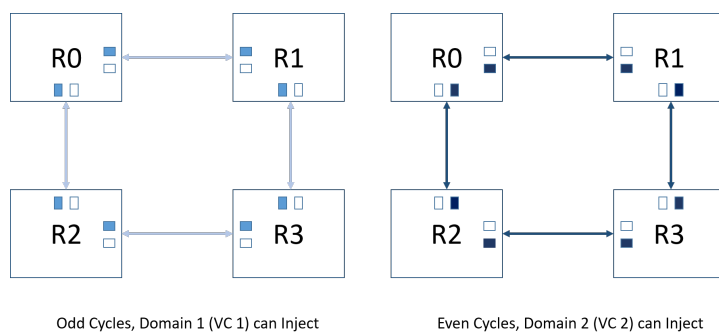 R0 R1 R0 R1
R2 R3 R2 R3
Odd Cycles, Domain 1 (VC 1) can Inject
Even Cycles, Domain 2 (VC 2) can Inject